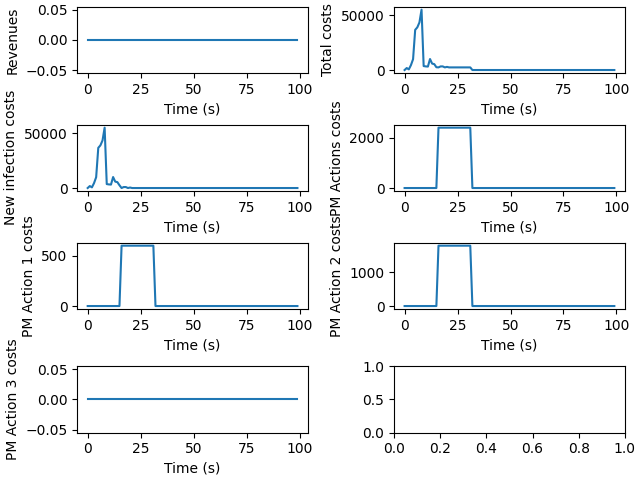 Revenues
0.05
0.00
−0.05
0 25 50 75 100
Time (s)
Total costs
50000
0
0 25 50 75 100
Time (s)
New infection costs
50000
0
0 25 50 75 100
Time (s)
PM Actions costs
2000
0
0 25 50 75 100
Time (s)
PM Action 1 costs
500
0
0 25 50 75 100
Time (s)
PM Action 2 costs
1000
0
0 25 50 75 100
Time (s)
PM Action 3 costs
0.05
0.00
−0.05
0 25 50 75 100
Time (s)
1.0
0.5
0.0
0.0 0.2 0.4 0.6 0.8 1.0